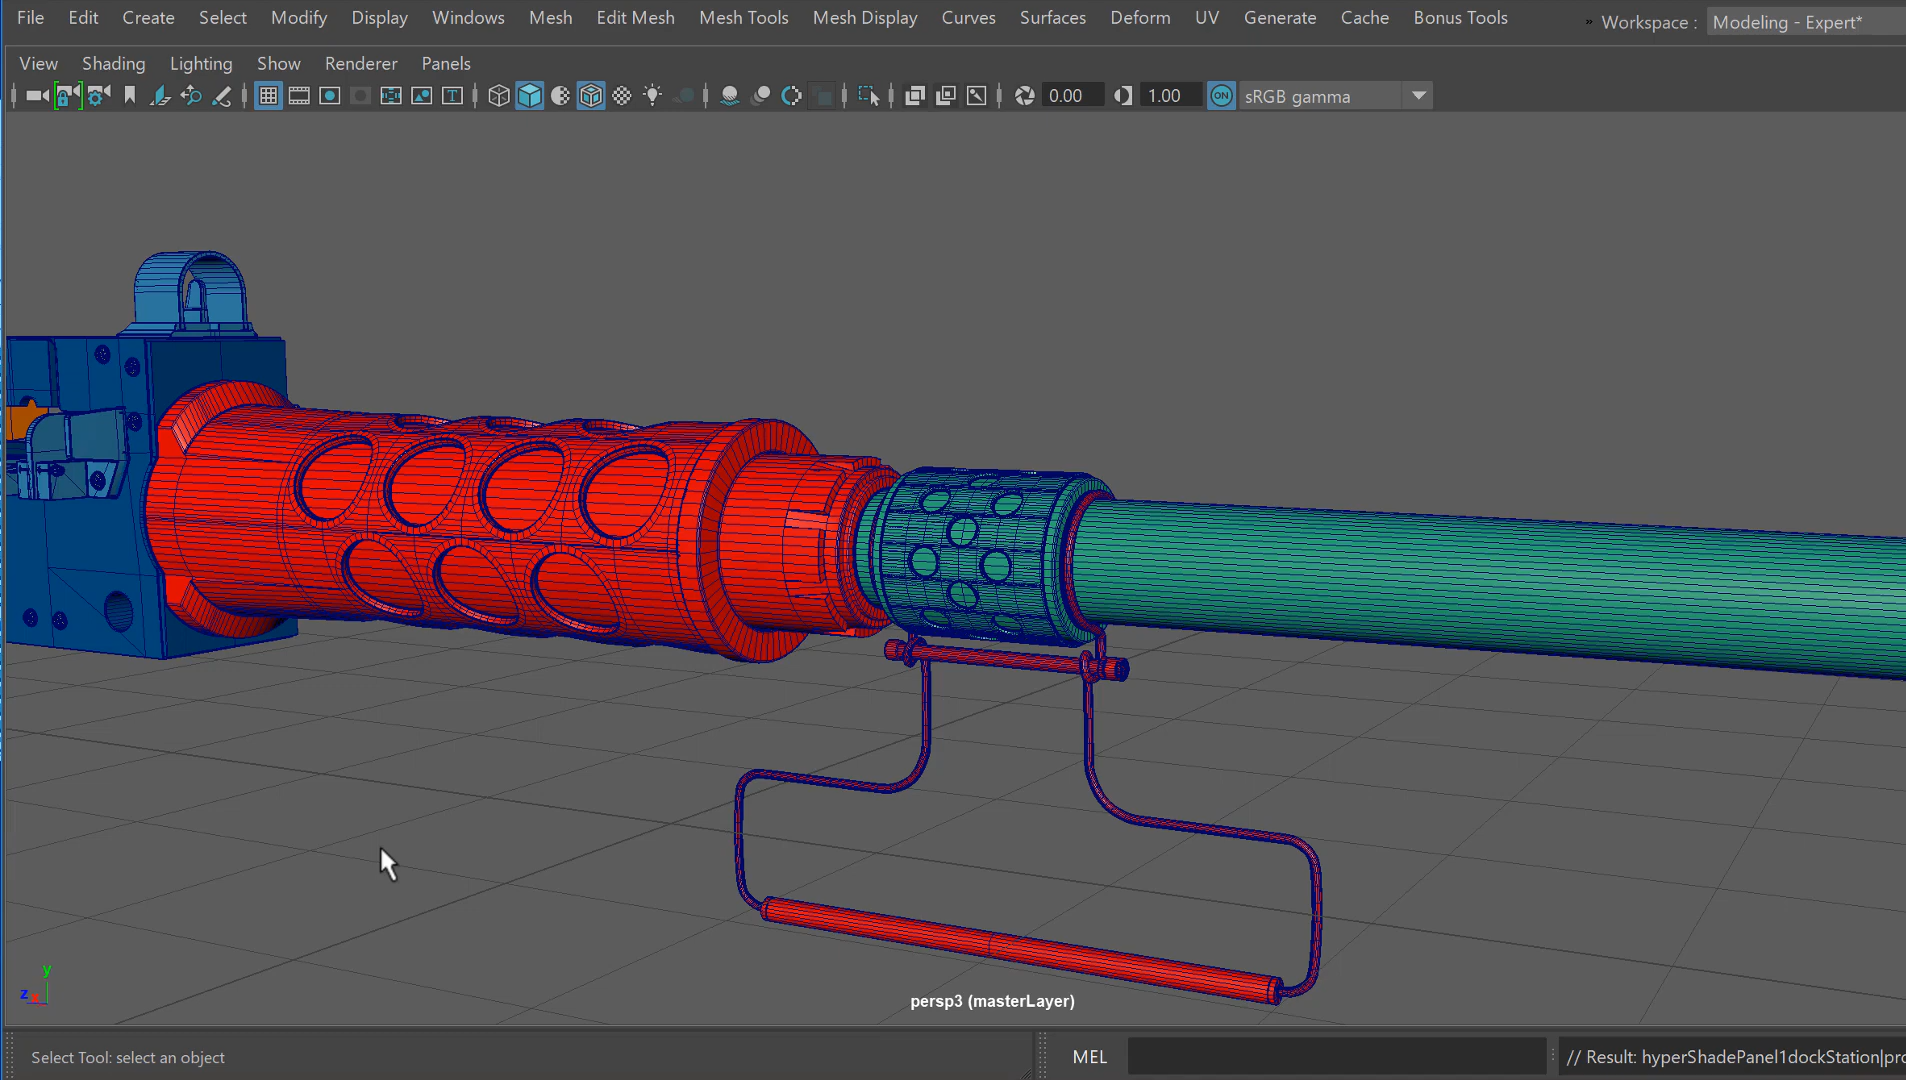 File Edit Create Select Modify Display Windows Mesh Edit Mesh Mesh Tools Mesh Display Curves Surfaces Deform UV Generate Cache Bonus Tools » Workspace : Modeling - Expert*
View Shading Lighting Show Renderer Panels
T 0.00 1.00 ON sRGB gamma
y
z x
persp3 (masterLayer)
Select Tool: select an object MEL // Result: hyperShadePanel1dockStation|pro